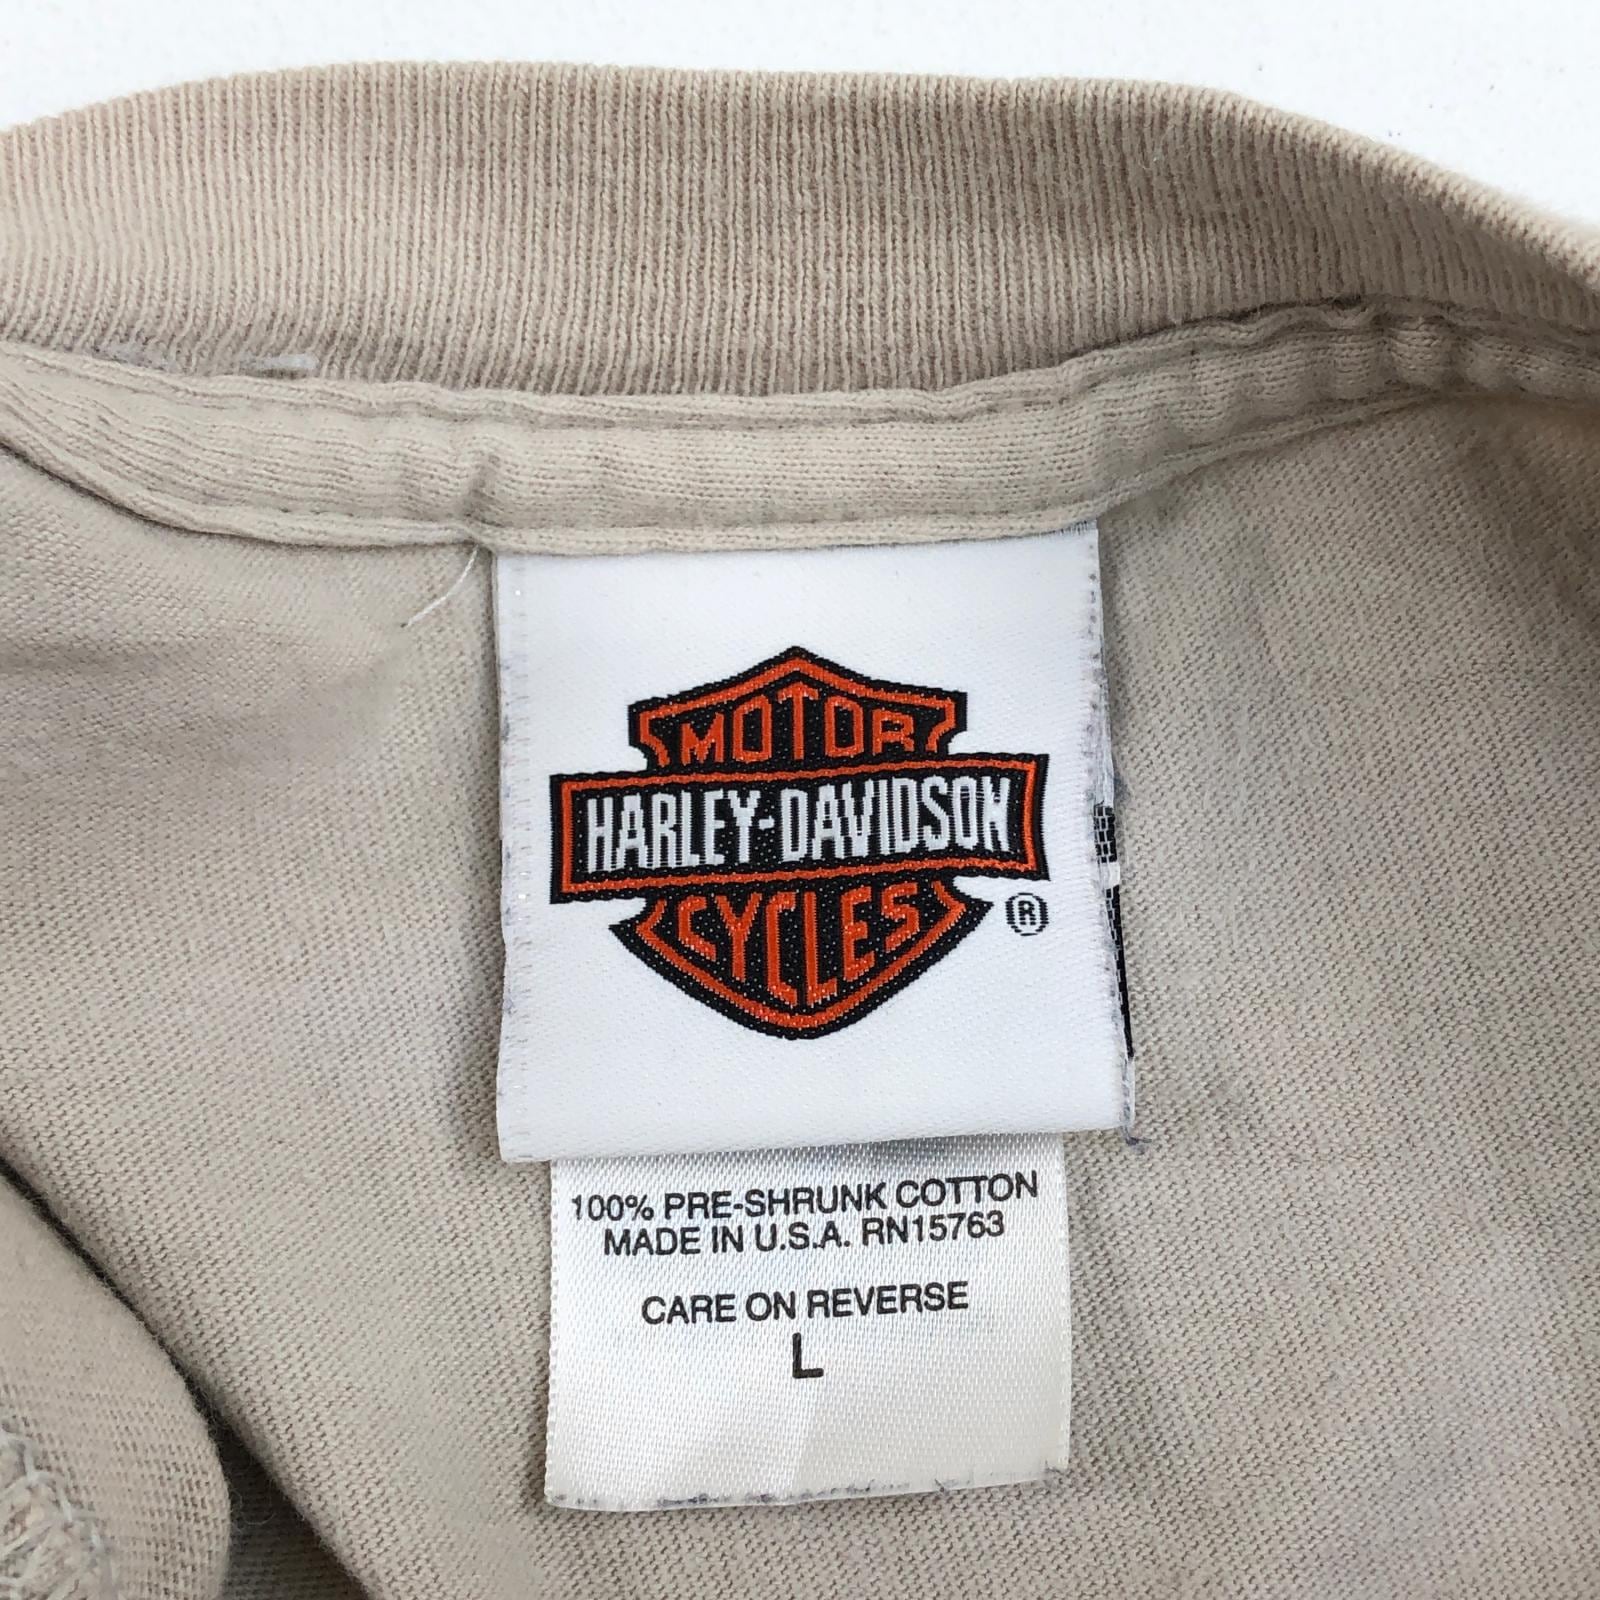 MOTOR
HARLEY-DAVIDSON
CYCLES
®
100% PRE-SHRUNK COTTON
MADE IN U.S.A. RN15763
CARE ON REVERSE
L